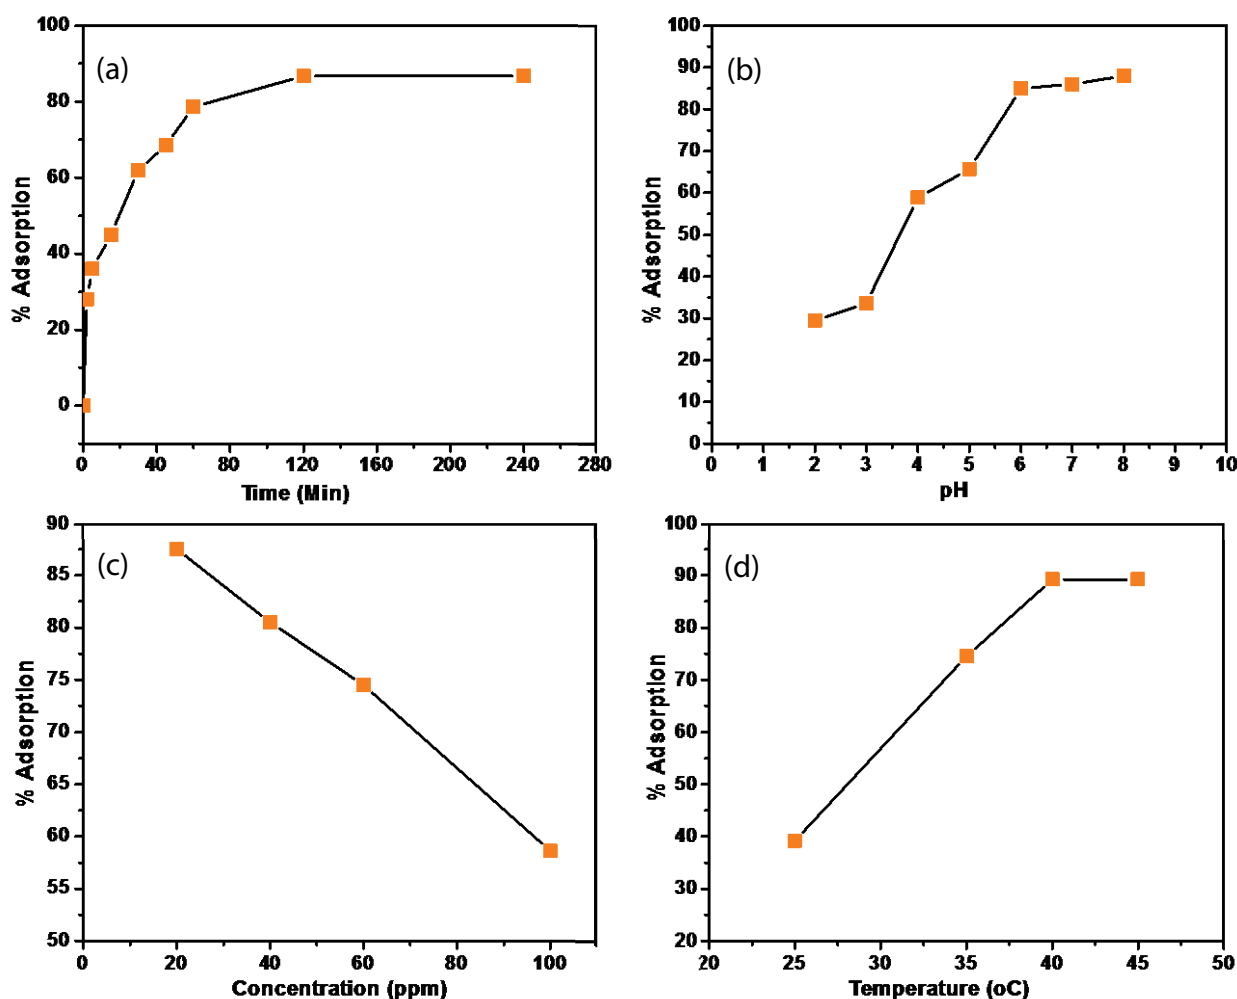 (a)
% Adsorption
100
80
60
40
20
0
0 40 80 120 160 200 240 280
Time (Min)
(b)
% Adsorption
100
90
80
70
60
50
40
30
20
10
0
0 1 2 3 4 5 6 7 8 9 10
pH
(c)
% Adsorption
90
85
80
75
70
65
60
55
50
0 20 40 60 80 100
Concentration (ppm)
(d)
% Adsorption
100
90
80
70
60
50
40
30
20
20 25 30 35 40 45 50
Temperature (oC)